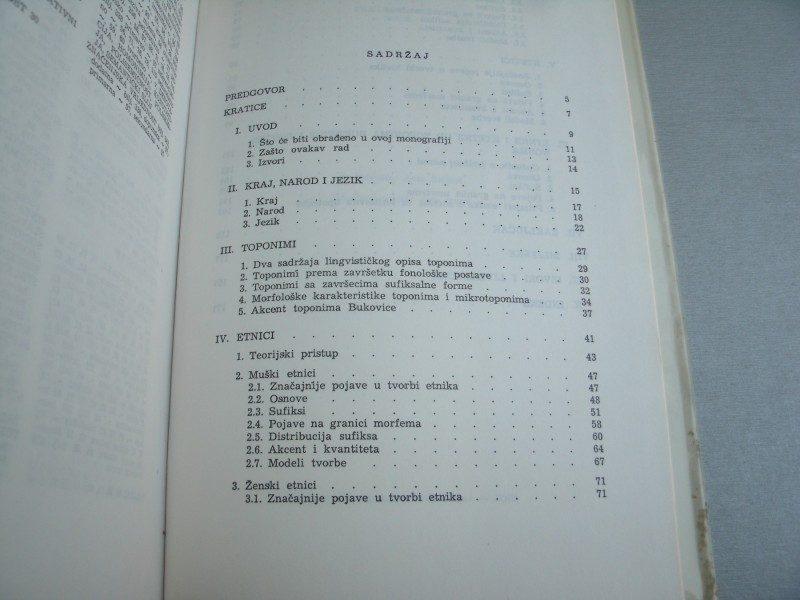 SADRŽAJ
PREDGOVOR . . . . . . . . . . . . 5
KRATICE . . . . . . . . . . . . 7
I. UVOD . . . . . . . . . . . . 9
1. Što će biti obrađeno u ovoj monografiji . . . . . 11
2. Zašto ovakav rad . . . . . . . . . . 13
3. Izvori . . . . . . . . . . . . 14
II. KRAJ, NAROD I JEZIK . . . . . . . . . 15
1. Kraj . . . . . . . . . . . . 17
2. Narod . . . . . . . . . . . . 18
3. Jezik . . . . . . . . . . . . 22
III. TOPONIMI . . . . . . . . . . . 27
1. Dva sadržaja lingvističkog opisa toponima . . . . 29
2. Toponimi prema završetku fonološke postave . . . . 30
3. Toponimi sa završecima sufiksalne forme . . . . 32
4. Morfološke karakteristike toponima i mikrotoponima . . 34
5. Akcent toponima Bukovice . . . . . . . . 37
IV. ETNICI . . . . . . . . . . . . 41
1. Teorijski pristup . . . . . . . . . . 43
2. Muški etnici . . . . . . . . . . . 47
2.1. Značajnije pojave u tvorbi etnika . . . . . . 47
2.2. Osnove . . . . . . . . . . . 48
2.3. Sufiksi . . . . . . . . . . . 51
2.4. Pojave na granici morfema . . . . . . . 58
2.5. Distribucija sufiksa . . . . . . . . . 60
2.6. Akcent i kvantiteta . . . . . . . . . 64
2.7. Modeli tvorbe . . . . . . . . . . 67
3. Ženski etnici . . . . . . . . . . . 71
3.1. Značajnije pojave u tvorbi etnika . . . . . . 71